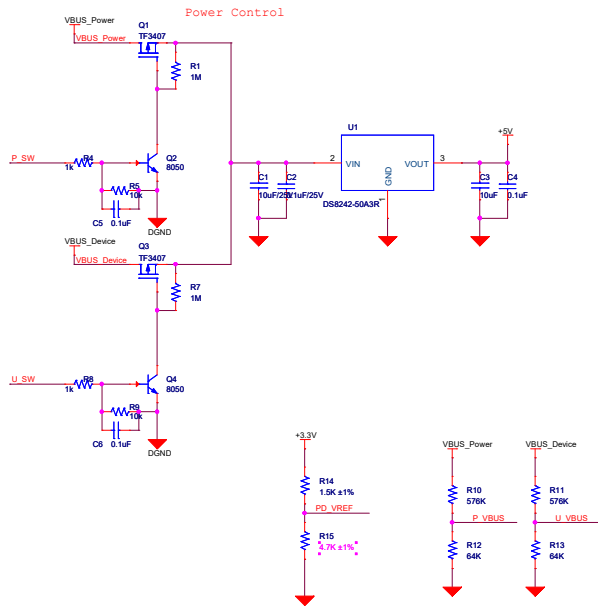 Power Control
VBUS_Power
VBUS_Power
Q1
TF3407
R1
1M
P_SW
R4
1k
Q2
8050
R5
10k
C5 0.1uF
DGND
U1
2 VIN VOUT 3
GND
1
DS8242-50A3R
C1
10uF/25V
C2
0.1uF/25V
+5V
C3
10uF
C4
0.1uF
VBUS_Device
VBUS_Device
Q3
TF3407
R7
1M
U_SW
R8
1k
Q4
8050
R9
10k
C6 0.1uF
DGND
+3.3V
R14
1.5K ±1%
PD_VREF
R15
4.7K ±1%
VBUS_Power
R10
576K
P_VBUS
R12
64K
VBUS_Device
R11
576K
U_VBUS
R13
64K